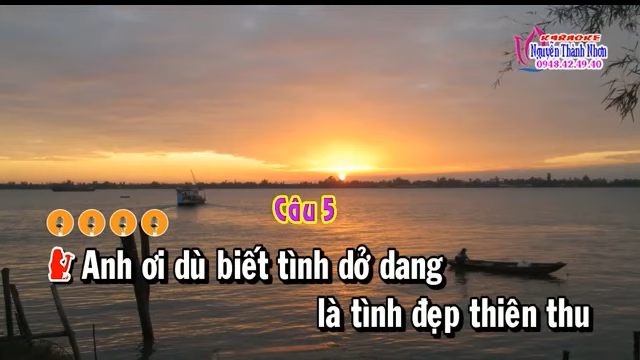 KARAOKE
Nguyễn Thành Nhơn
0948.42.49.40
Câu 5
Anh ơi dù biết tình dở dang
là tình đẹp thiên thu